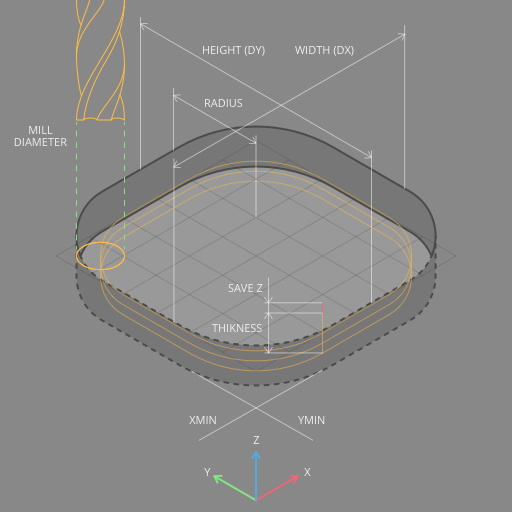 HEIGHT (DY)
WIDTH (DX)
RADIUS
MILL
DIAMETER
SAVE Z
THIKNESS
XMIN
YMIN
Z
Y
X